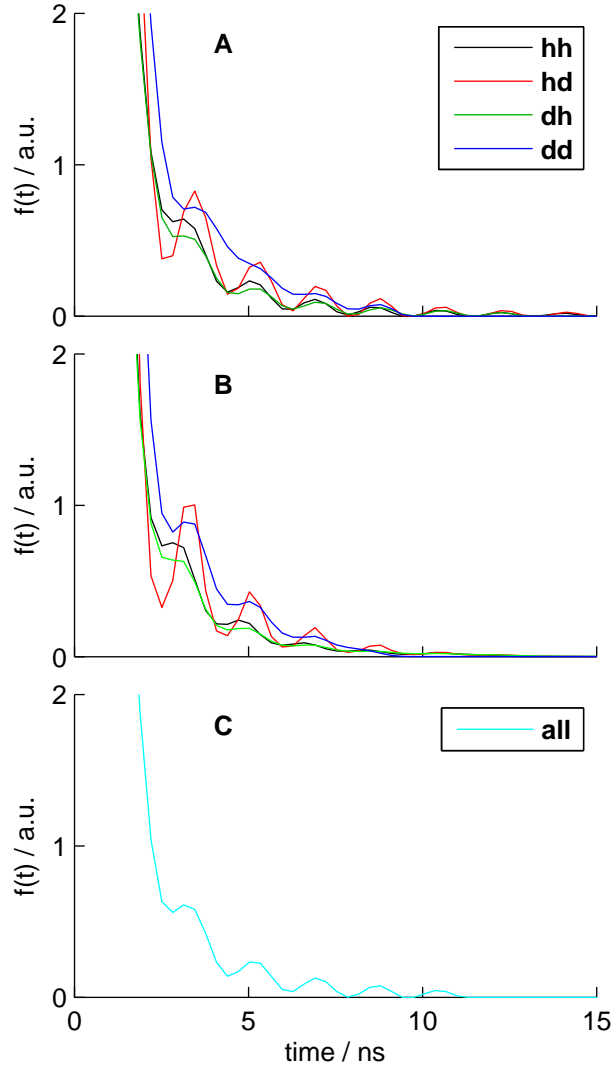 2
A
hh
hd
dh
dd
1
f(t) / a.u.
0
2
B
1
f(t) / a.u.
0
2
C
all
1
f(t) / a.u.
0
0 5 10 15
time / ns